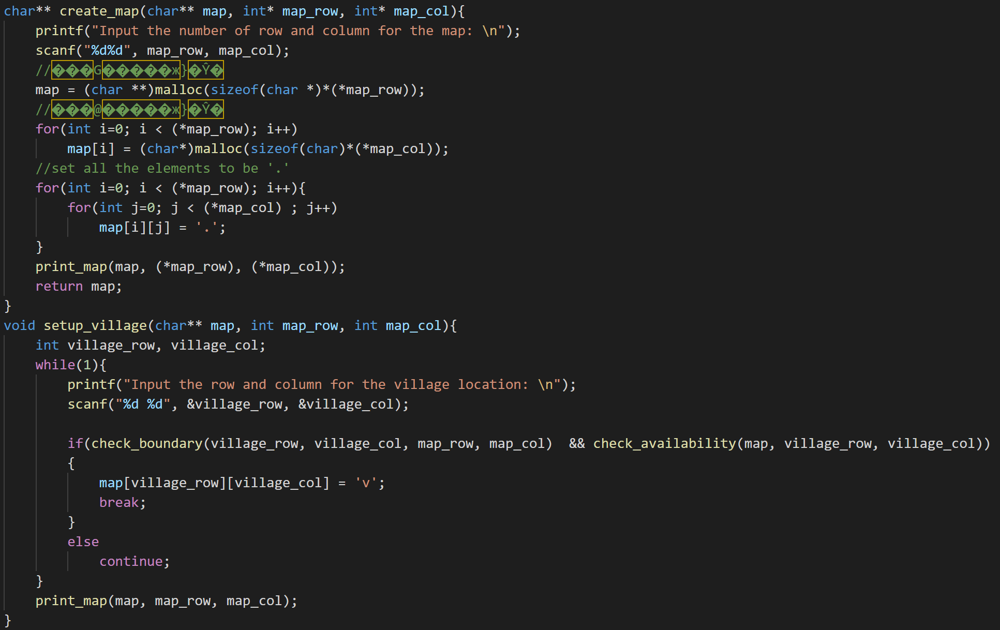 char** create_map(char** map, int* map_row, int* map_col){
    printf("Input the number of row and column for the map: \n");
    scanf("%d%d", map_row, map_col);
    //���G�����ж}�Ÿ�
    map = (char **)malloc(sizeof(char *)*(*map_row));
    //���@�����ж}�Ÿ�
    for(int i=0; i < (*map_row); i++)
        map[i] = (char*)malloc(sizeof(char)*(*map_col));
    //set all the elements to be '.'
    for(int i=0; i < (*map_row); i++){
        for(int j=0; j < (*map_col) ; j++)
            map[i][j] = '.';
    }
    print_map(map, (*map_row), (*map_col));
    return map;
}
void setup_village(char** map, int map_row, int map_col){
    int village_row, village_col;
    while(1){
        printf("Input the row and column for the village location: \n");
        scanf("%d %d", &village_row, &village_col);

        if(check_boundary(village_row, village_col, map_row, map_col)  && check_availability(map, village_row, village_col))
        {
            map[village_row][village_col] = 'v';
            break;
        }
        else
            continue;
    }
    print_map(map, map_row, map_col);
}